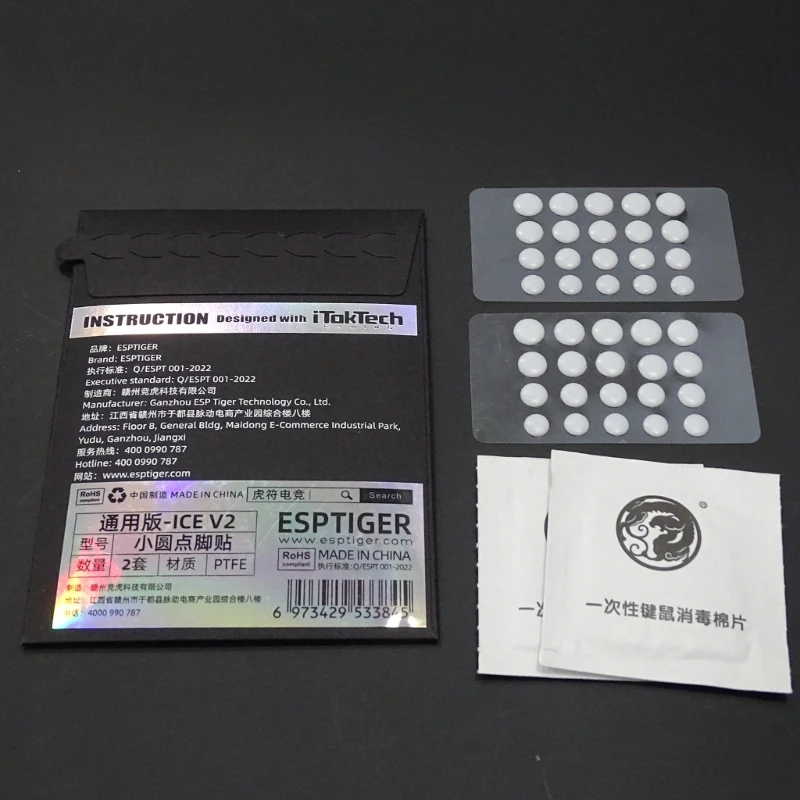 INSTRUCTION Designed with iTokTech
品牌：ESPTIGER
Brand: ESPTIGER
执行标准：Q/ESPT 001-2022
Executive standard: Q/ESPT 001-2022
制造商：赣州竞虎科技有限公司
Manufacturer: Ganzhou ESP Tiger Technology Co., Ltd.
地址：江西省赣州市于都县脉动电商产业园综合楼八楼
Address: Floor 8, General Bldg, Maidong E-Commerce Industrial Park,
Yudu, Ganzhou, Jiangxi
服务热线：400 0990 787
Hotline: 400 0990 787
网站：www.esptiger.com
RoHS
compliant
中国制造 MADE IN CHINA
虎符电竞
Search
通用版-ICE V2
型号 小圆点脚贴
数量 2套 材质 PTFE
ESPTIGER
www.esptiger.com
RoHS
compliant
MADE IN CHINA
执行标准: Q/ESPT 001-2022
制造：赣州竞虎科技有限公司
地址：江西省赣州市于都县脉动电商产业园综合楼八楼
电话：4000 990 787
6 973429 533845
一次
®
一次性键鼠消毒棉片